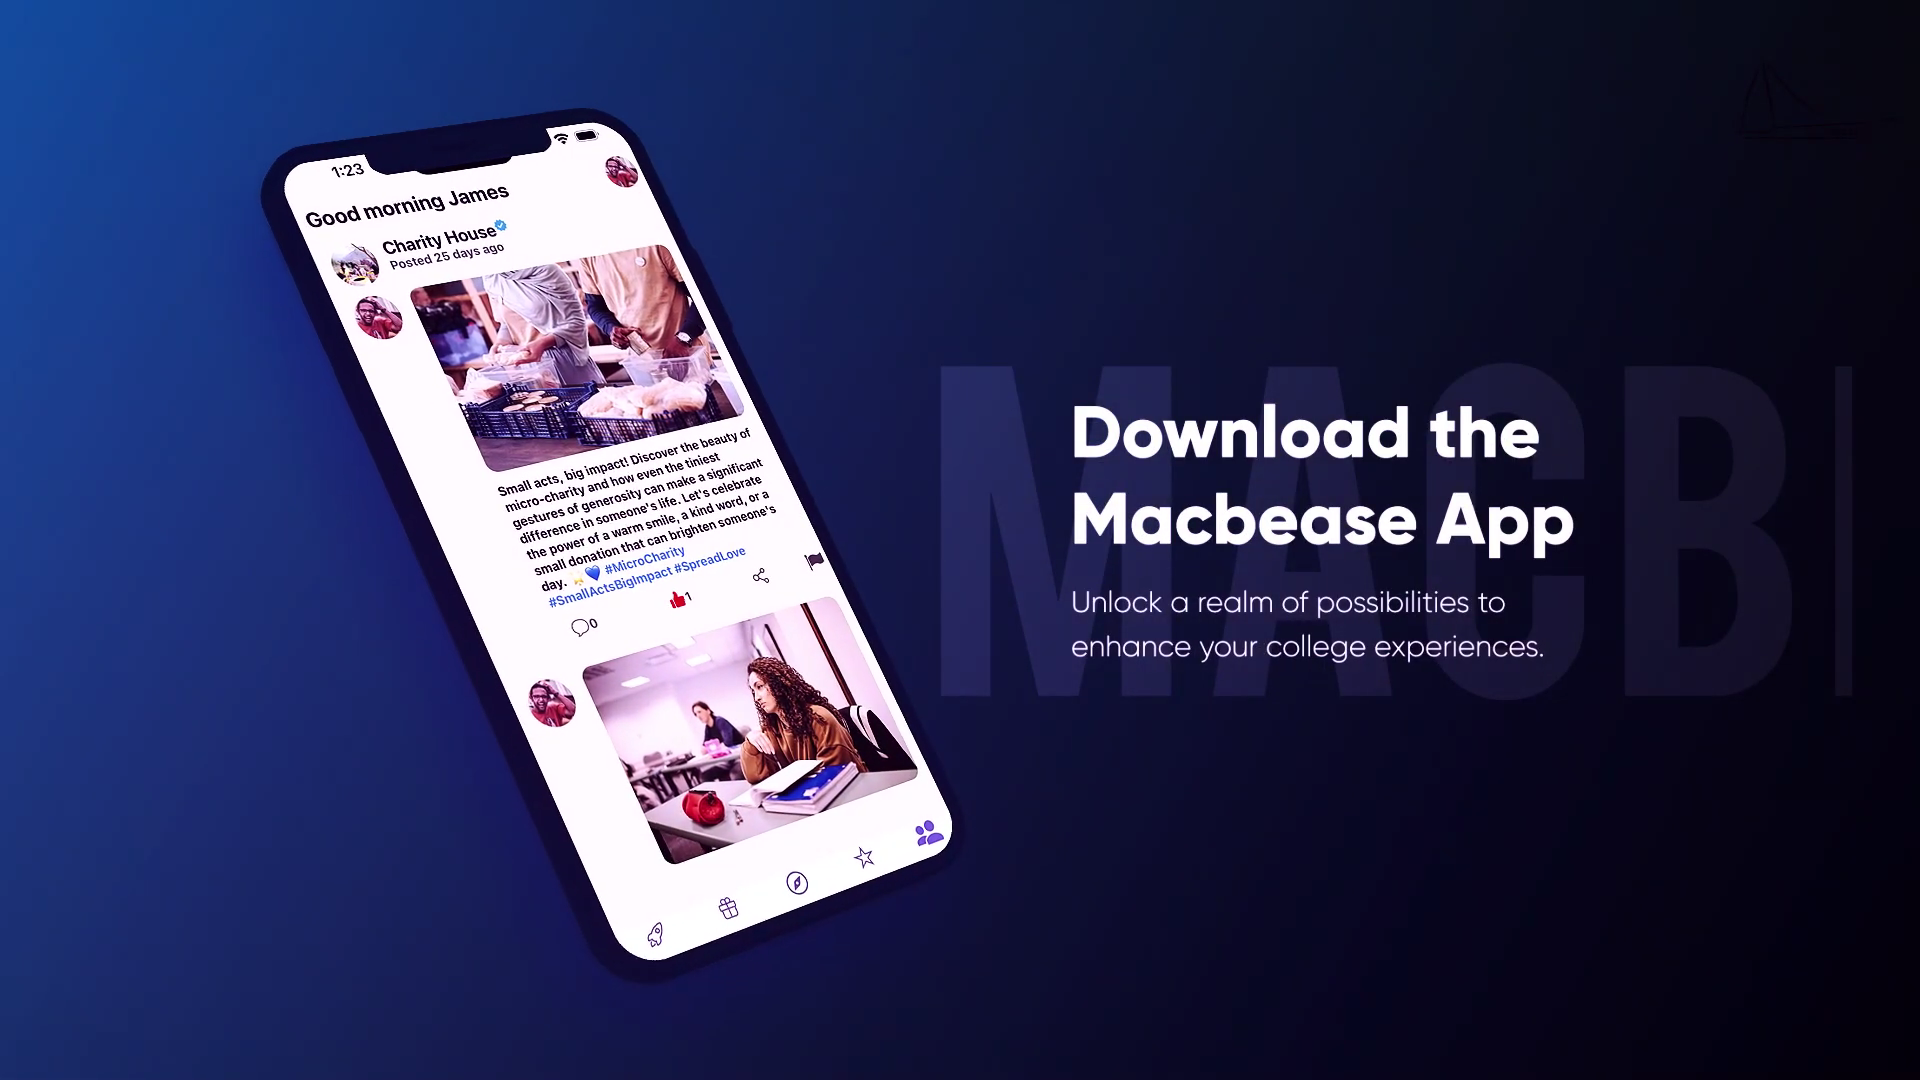 1:23
Good morning James
Charity House
Posted 25 days ago
Small acts, big impact! Discover the beauty of
micro-charity and how even the tiniest
gestures of generosity can make a significant
difference in someone's life. Let's celebrate
the power of a warm smile, a kind word, or a
small donation that can brighten someone's
day. 🌟💙 #MicroCharity
#SmallActsBigImpact #SpreadLove
0
1
MACB
Download the
Macbease App
Unlock a realm of possibilities to
enhance your college experiences.